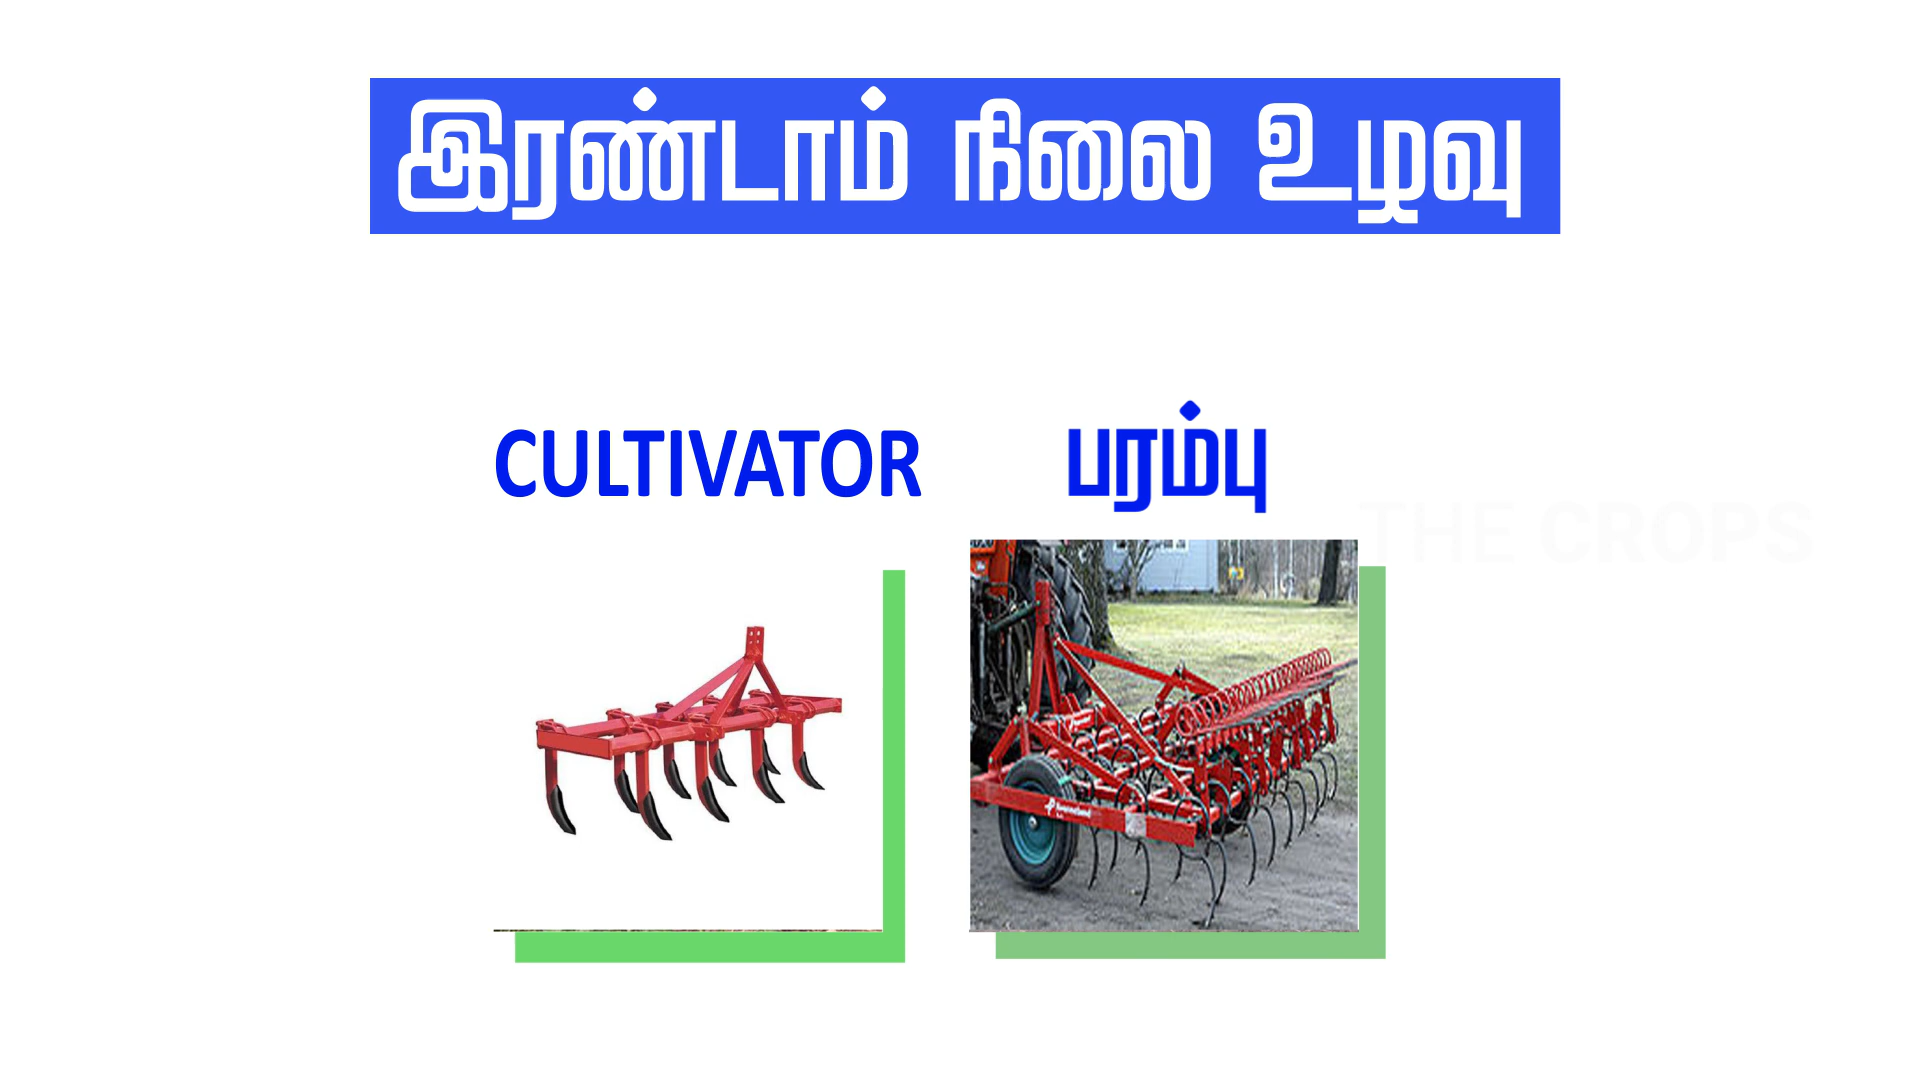 இரண்டாம் நிலை உழவு
CULTIVATOR
பரம்பு
THE CROPS